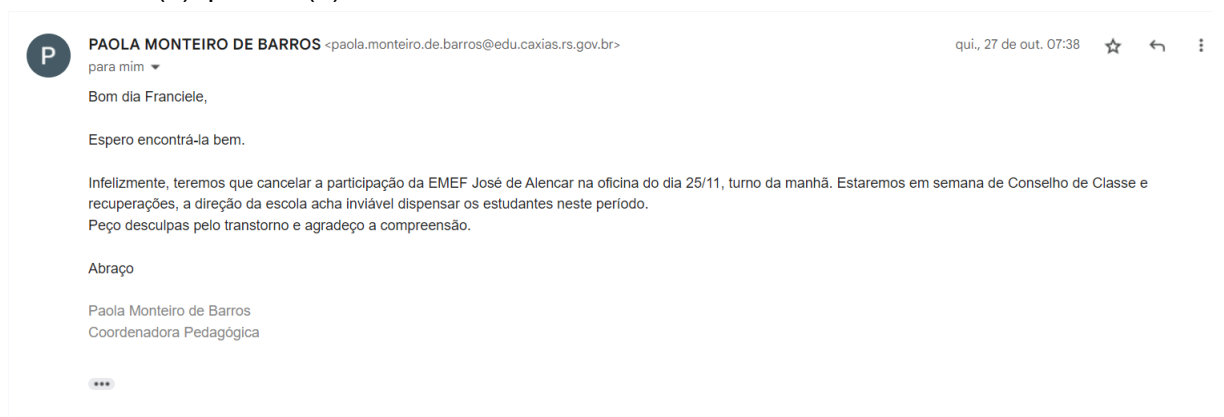 P
PAOLA MONTEIRO DE BARROS <paola.monteiro.de.barros@edu.caxias.rs.gov.br>
qui., 27 de out. 07:38
para mim
Bom dia Franciele,
Espero encontrá-la bem.
Infelizmente, teremos que cancelar a participação da EMEF José de Alencar na oficina do dia 25/11, turno da manhã. Estaremos em semana de Conselho de Classe e
recuperações, a direção da escola acha inviável dispensar os estudantes neste período.
Peço desculpas pelo transtorno e agradeço a compreensão.
Abraço
Paola Monteiro de Barros
Coordenadora Pedagógica